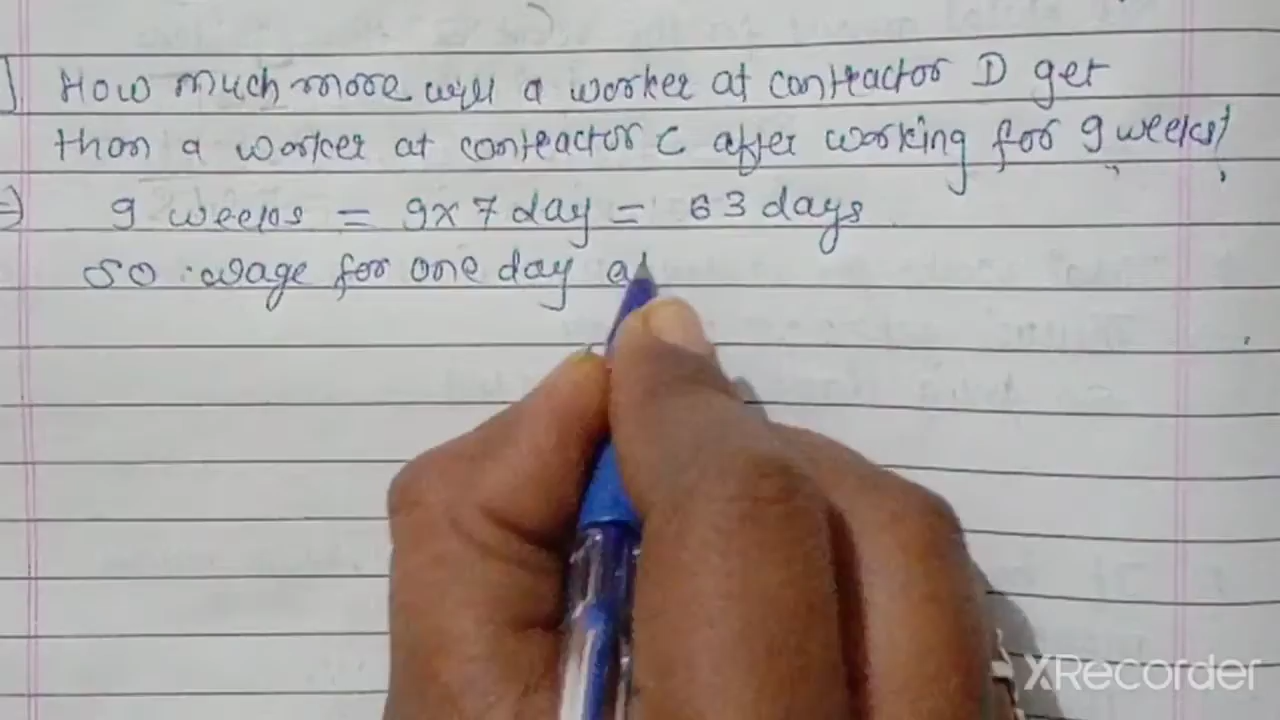 How much more will a worker at contractor D get
than a worker at contractor C after working for 9 weeks?
=) 9 weeks = 9x7 day = 63 days
so wage for one day at
XRecorder